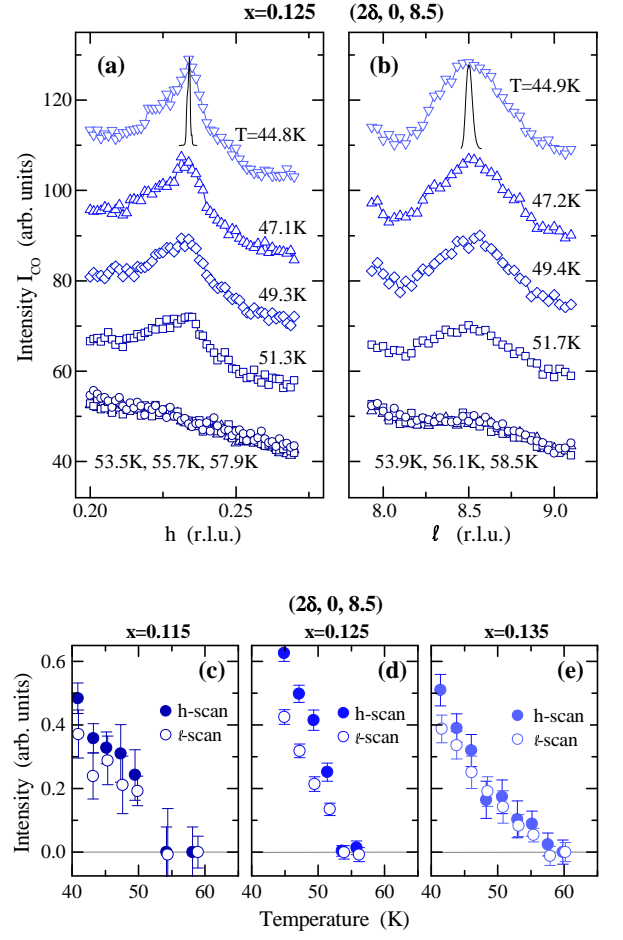 x=0.125 (2δ, 0, 8.5)
(a) (b)
T=44.8K T=44.9K
47.1K 47.2K
49.3K 49.4K
51.3K 51.7K
53.5K, 55.7K, 57.9K 53.9K, 56.1K, 58.5K
Intensity I_CO (arb. units)
120
100
80
60
40
0.20 0.25 8.0 8.5 9.0
h (r.l.u.) ℓ (r.l.u.)
(2δ, 0, 8.5)
x=0.115 x=0.125 x=0.135
(c) (d) (e)
h-scan h-scan h-scan
ℓ-scan ℓ-scan ℓ-scan
Intensity (arb. units)
0.6
0.4
0.2
0.0
40 50 60 40 50 60 40 50 60
Temperature (K)